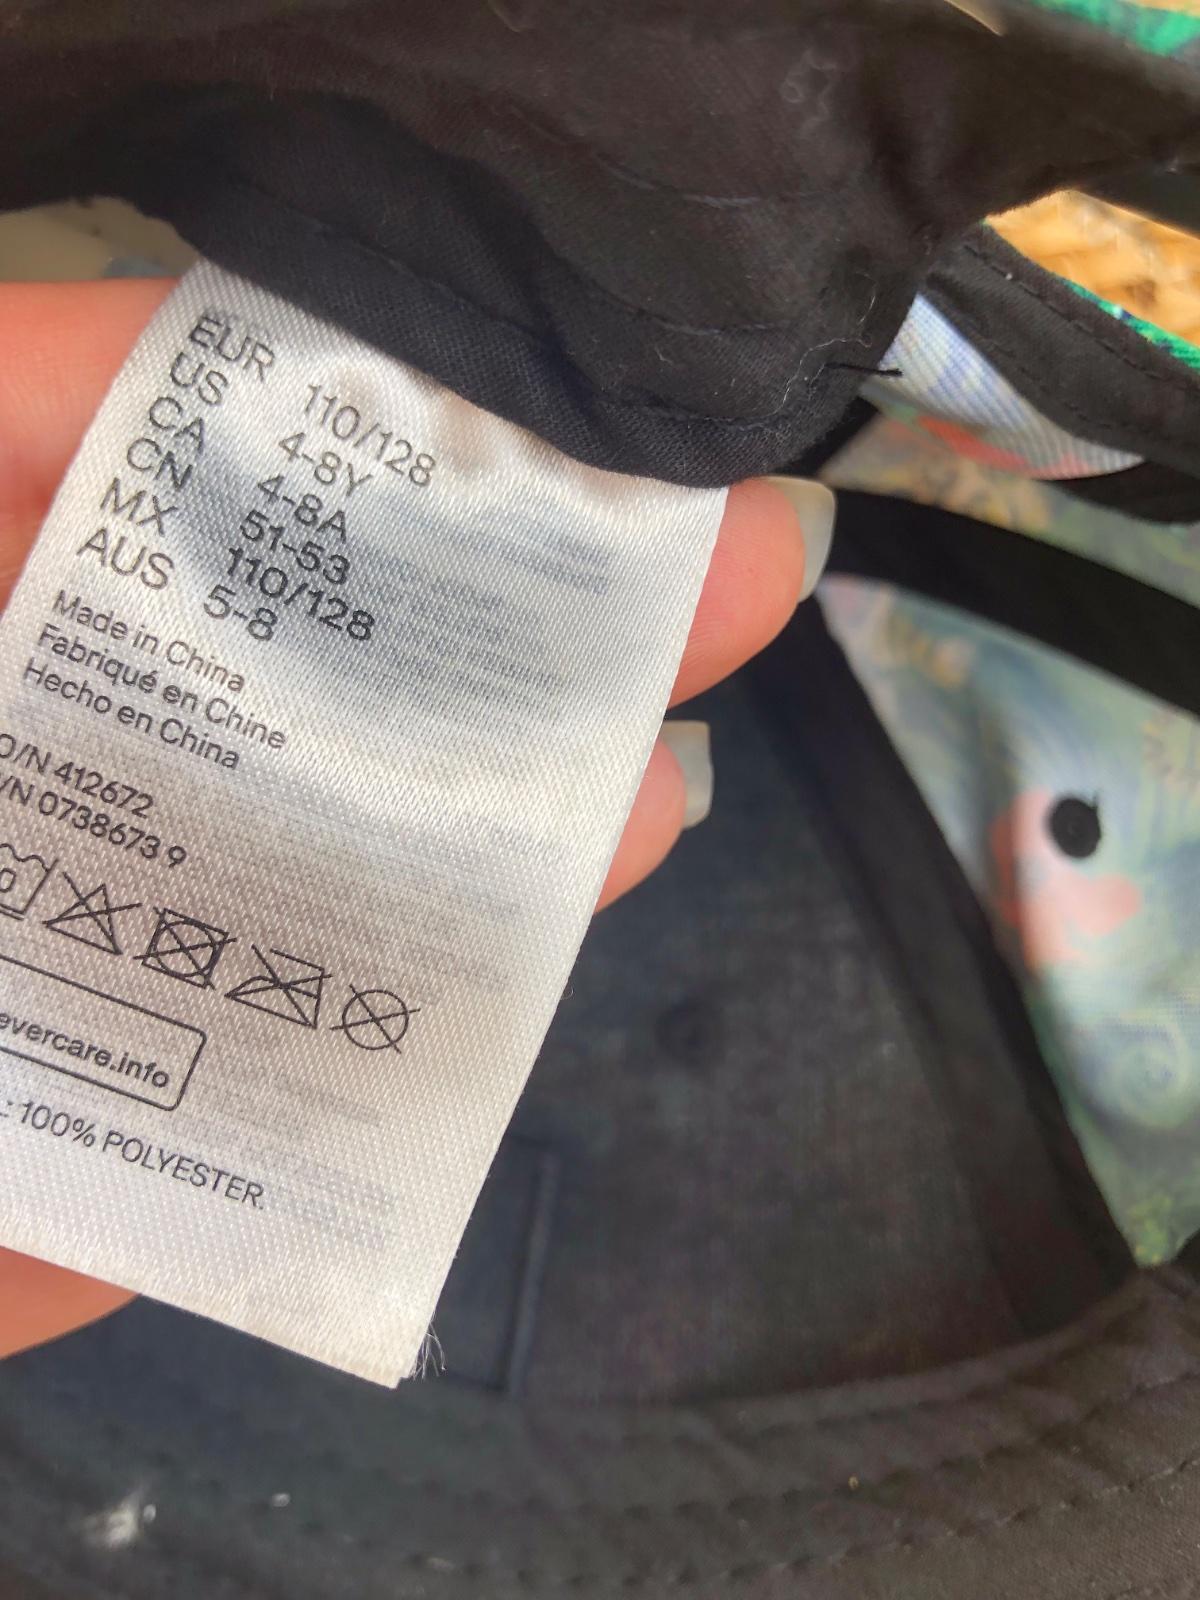 EUR 110/128
US 4-8Y
CA 4-8A
CN 51-53
MX 110/128
AUS 5-8
Made in China
Fabriqué en Chine
Hecho en China
O/N 412672
/N 0738673 9
0
evercare.info
: 100% POLYESTER.